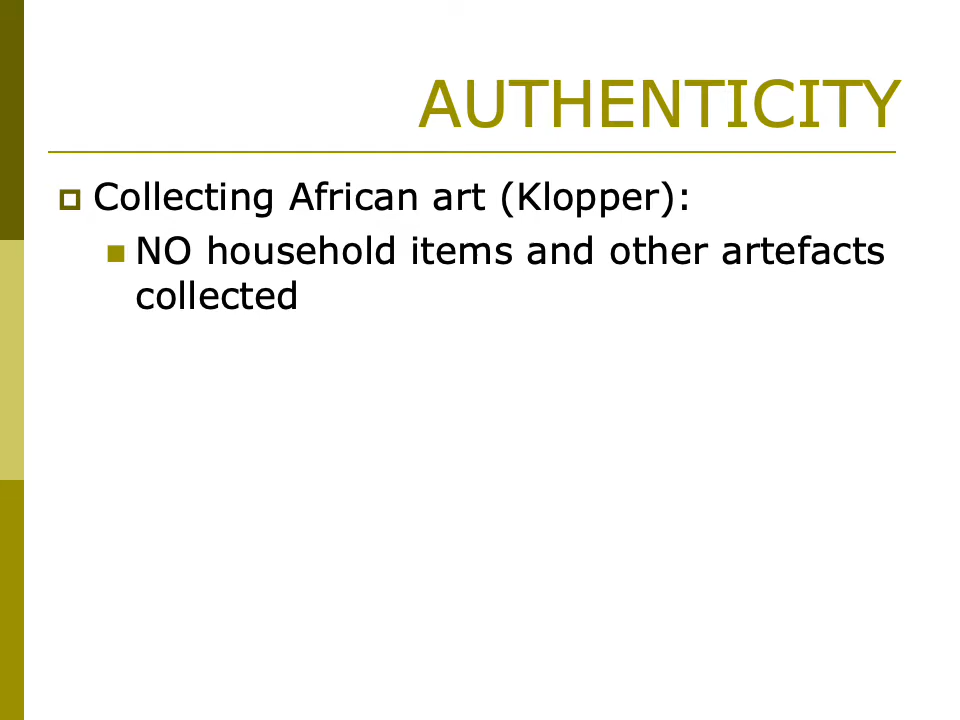 AUTHENTICITY
Collecting African art (Klopper):
NO household items and other artefacts
collected